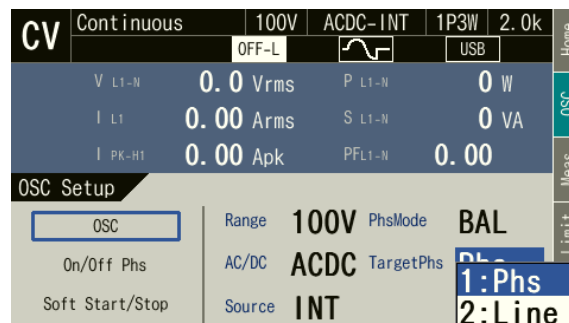 CV Continuous 100V ACDC-INT 1P3W 2.0k
OFF-L USB
V L1-N 0.0 Vrms P L1-N 0 W
I L1 0.00 Arms S L1-N 0 VA
I PK-H1 0.00 Apk PFL1-N 0.00
Home
OSC
Meas
Limit
OSC Setup
OSC Range 100V PhsMode BAL
On/Off Phs AC/DC ACDC TargetPhs Phs
1:Phs
Soft Start/Stop Source INT 2:Line